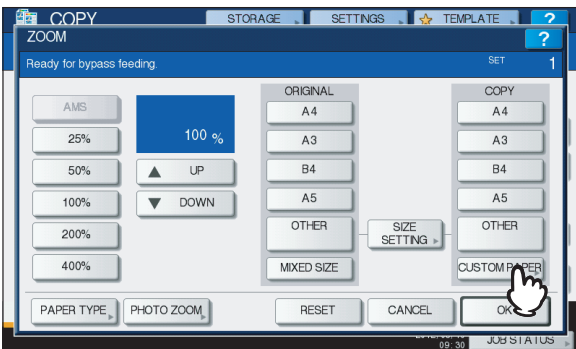 COPY STORAGE SETTINGS TEMPLATE ?
ZOOM ?
Ready for bypass feeding. SET 1
ORIGINAL COPY
AMS A4 A4
25% 100 % A3 A3
50% UP B4 B4
100% DOWN A5 A5
200% OTHER SIZE SETTING OTHER
400% MIXED SIZE CUSTOM PAPER
PAPER TYPE PHOTO ZOOM RESET CANCEL OK
JOB STATUS
09:30